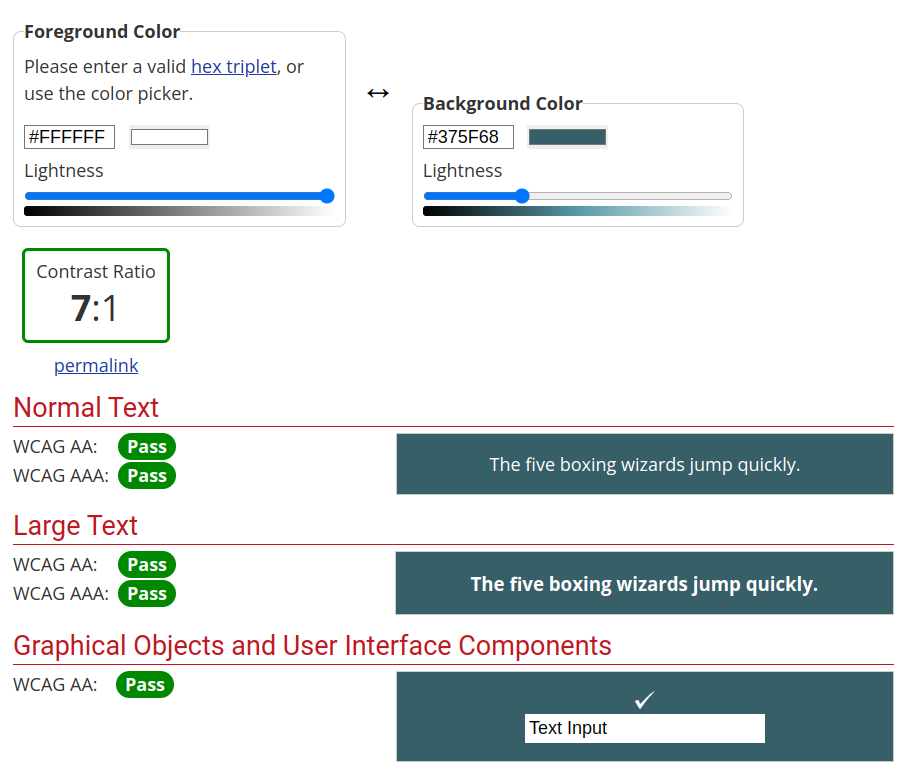 Foreground Color
Please enter a valid hex triplet, or
use the color picker.
#FFFFFF
Lightness
↔
Background Color
#375F68
Lightness
Contrast Ratio
7:1
permalink
Normal Text
WCAG AA: Pass
WCAG AAA: Pass
The five boxing wizards jump quickly.
Large Text
WCAG AA: Pass
WCAG AAA: Pass
The five boxing wizards jump quickly.
Graphical Objects and User Interface Components
WCAG AA: Pass
✓
Text Input